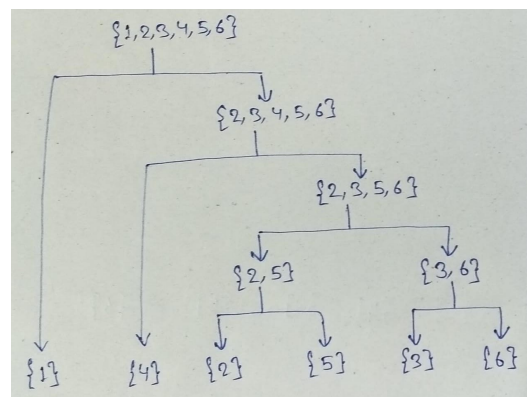 {1,2,3,4,5,6}
{2,3,4,5,6}
{2,3,5,6}
{2,5} {3,6}
{1} {4} {2} {5} {3} {6}